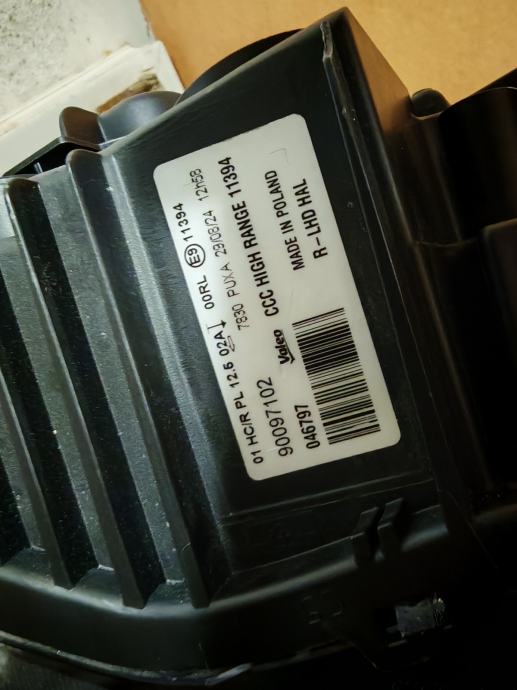 01 HC/R PL 12.6 02A 00RL E9 11394
7830 PUXA 29/08/24 12h58
90097102 Valeo CCC HIGH RANGE 11394
046797 MADE IN POLAND
R-LHD HAL